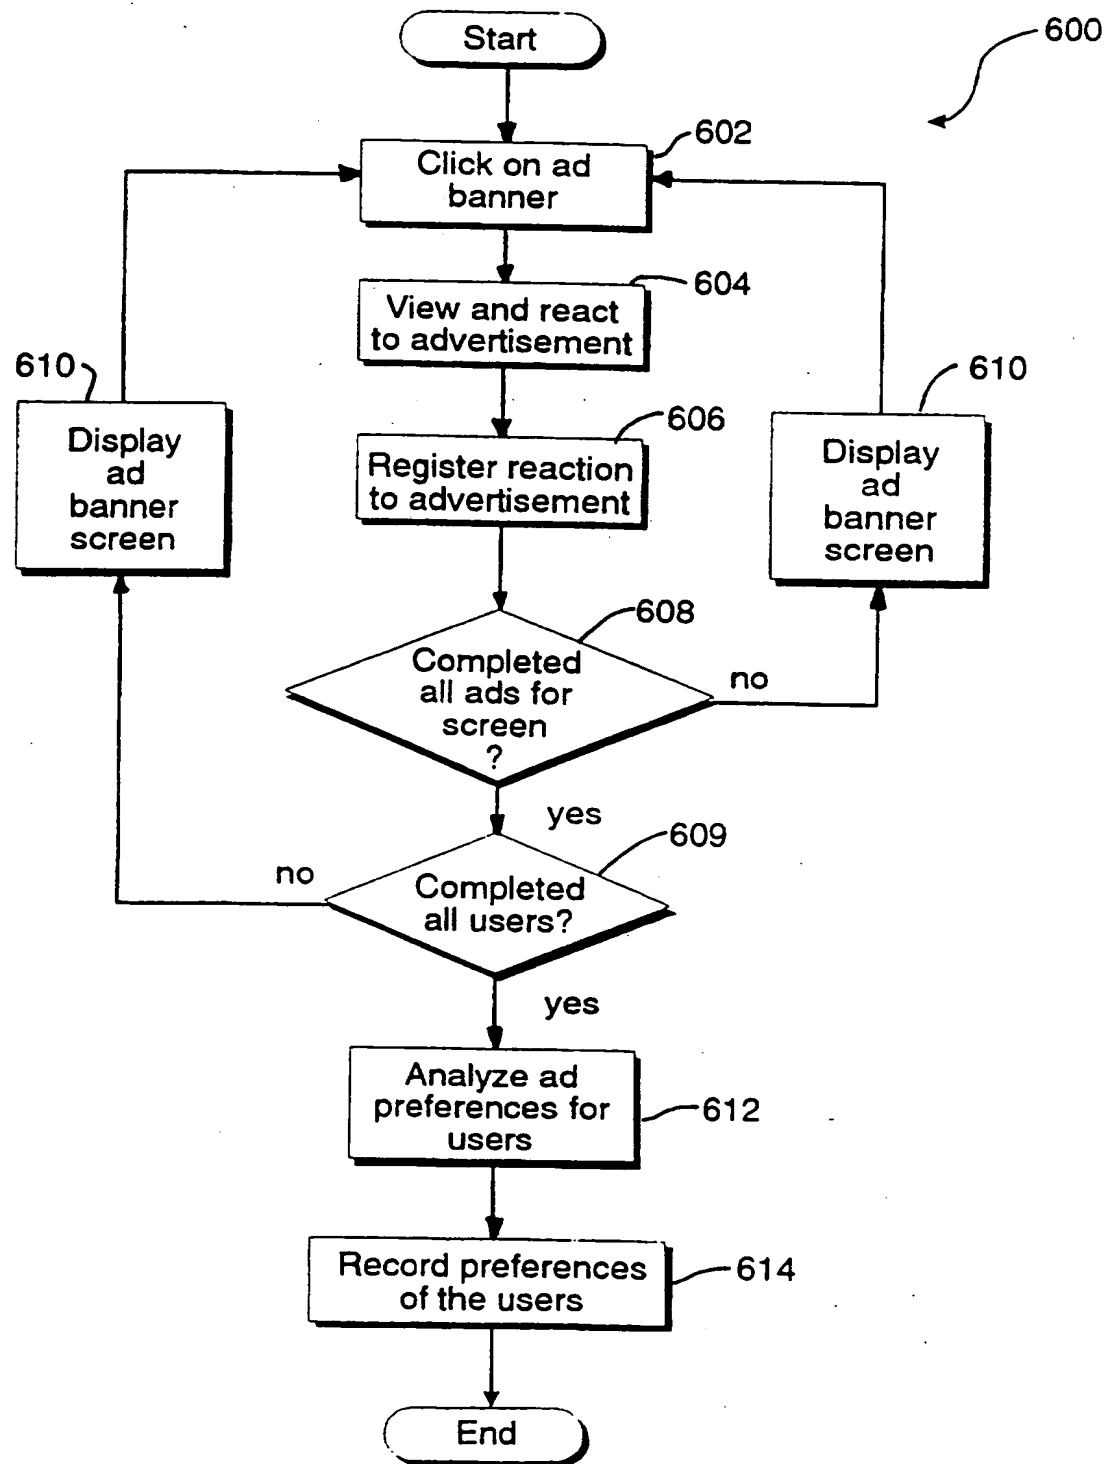 Start
600
602
Click on ad
banner
604
View and react
to advertisement
610
Display
ad
banner
screen
606
Register reaction
to advertisement
610
Display
ad
banner
screen
608
Completed
all ads for
screen
?
no
yes
609
no
Completed
all users?
yes
Analyze ad
preferences for
users
612
Record preferences
of the users
614
End